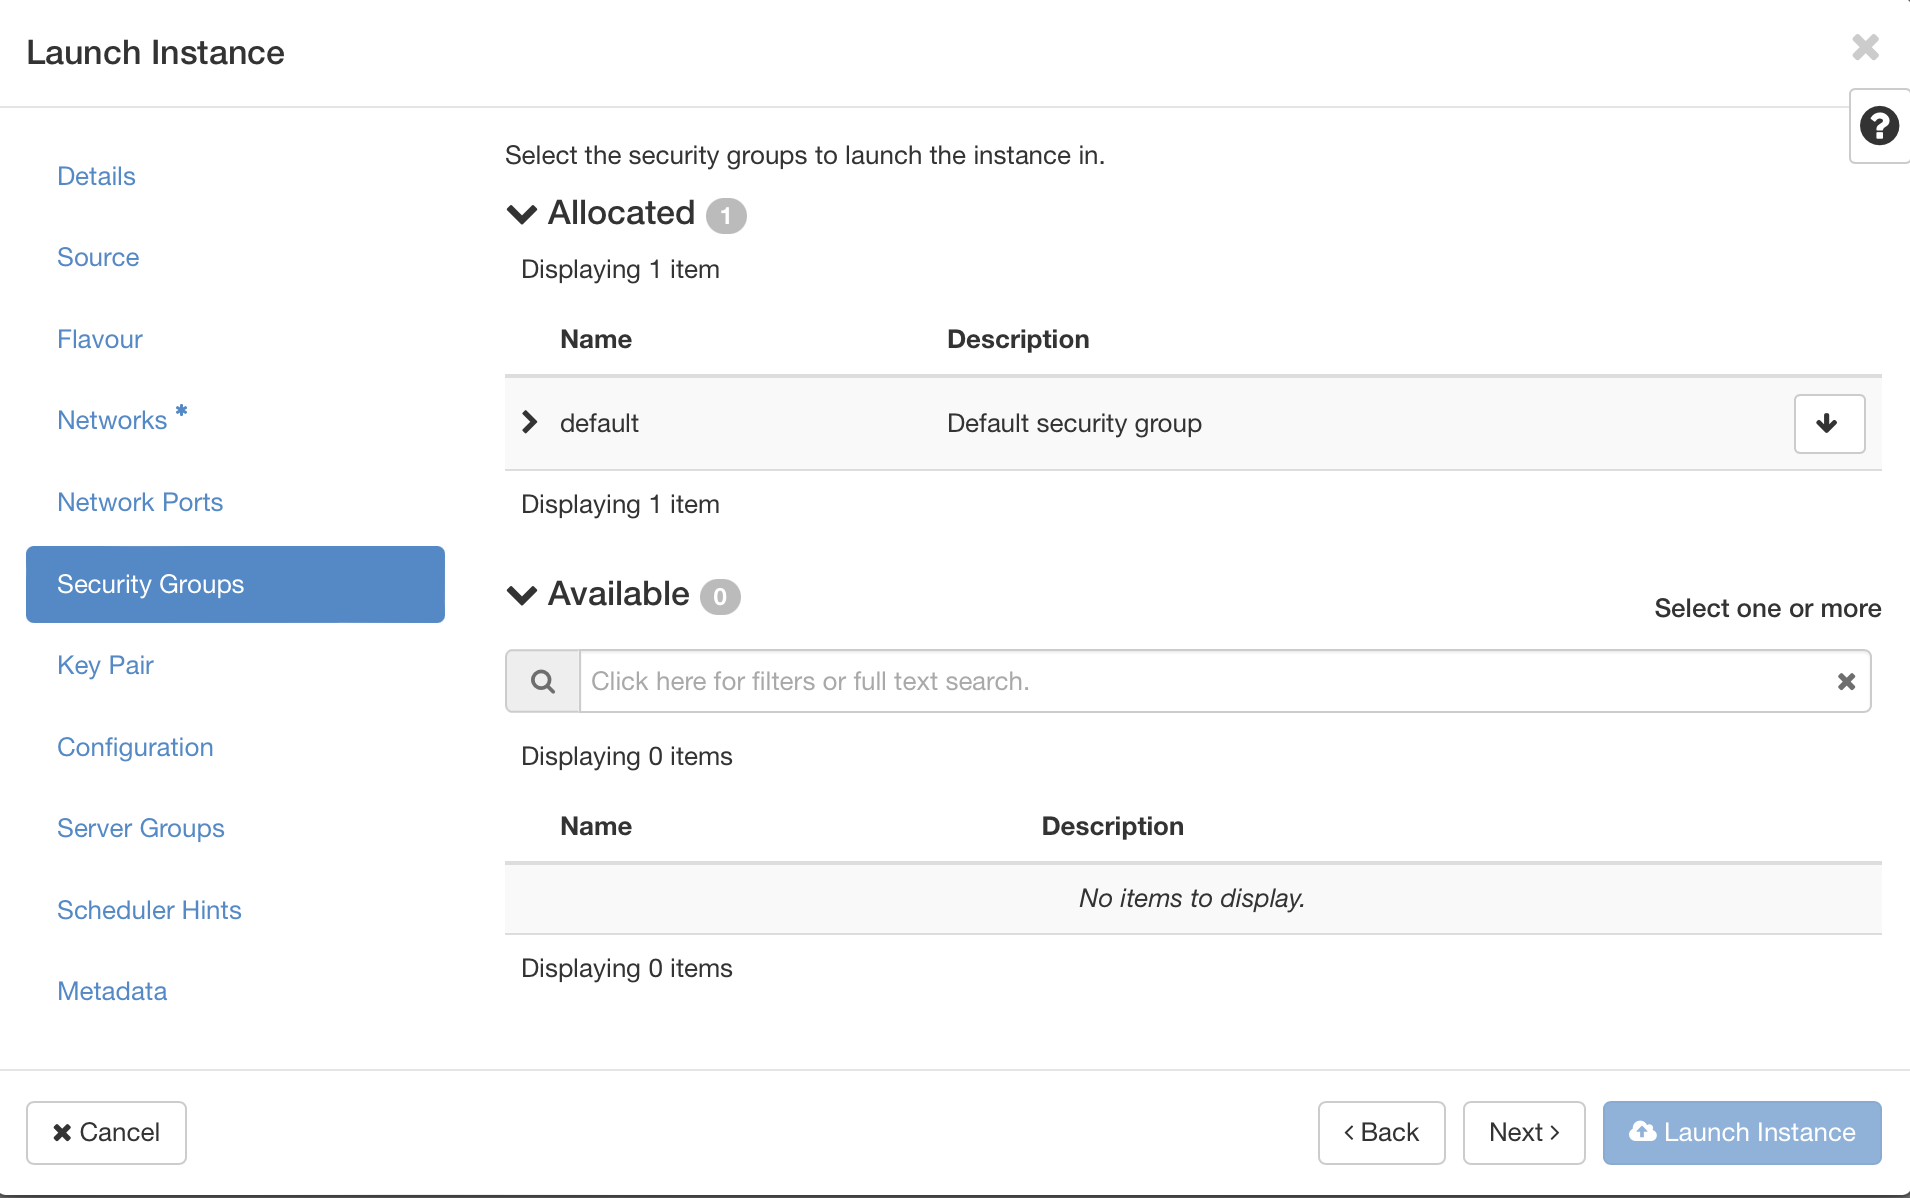 Launch Instance
Details
Source
Flavour
Networks *
Network Ports
Security Groups
Key Pair
Configuration
Server Groups
Scheduler Hints
Metadata
Select the security groups to launch the instance in.
Allocated 1
Displaying 1 item
Name Description
default Default security group
Displaying 1 item
Available 0
Select one or more
Click here for filters or full text search.
Displaying 0 items
Name Description
No items to display.
Displaying 0 items
Cancel
Back
Next
Launch Instance